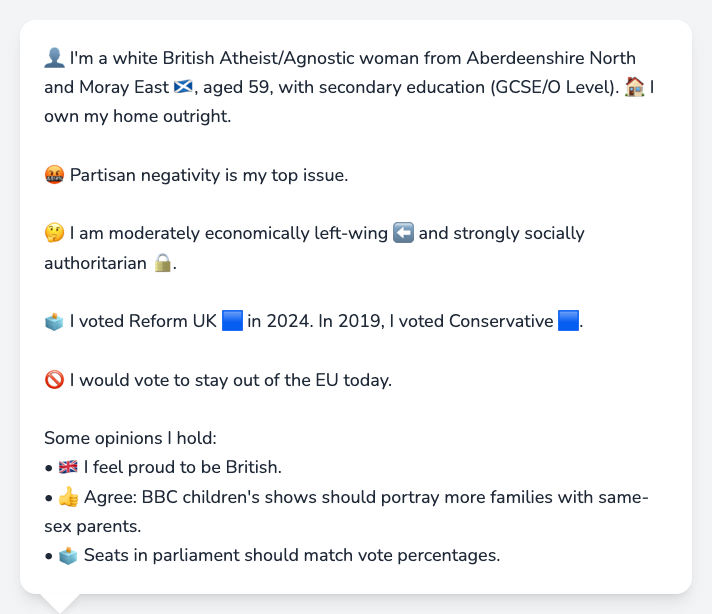 👤 I'm a white British Atheist/Agnostic woman from Aberdeenshire North
and Moray East 🏴󠁧󠁢󠁳󠁣󠁴󠁿, aged 59, with secondary education (GCSE/O Level). 🏠 I
own my home outright.
🤬 Partisan negativity is my top issue.
🤔 I am moderately economically left-wing ⬅️ and strongly socially
authoritarian 🔒.
🗳️ I voted Reform UK 🟦 in 2024. In 2019, I voted Conservative 🟦.
🚫 I would vote to stay out of the EU today.
Some opinions I hold:
• 🇬🇧 I feel proud to be British.
• 👍 Agree: BBC children's shows should portray more families with same-
sex parents.
• 🗳️ Seats in parliament should match vote percentages.